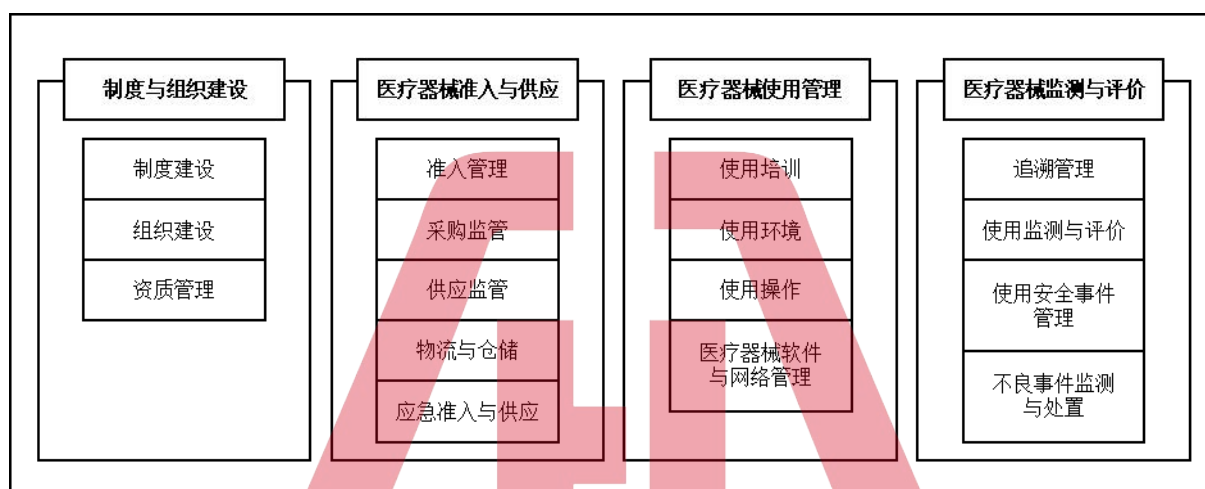 制度与组织建设
制度建设
组织建设
资质管理
医疗器械准入与供应
准入管理
采购监管
供应监管
物流与仓储
应急准入与供应
医疗器械使用管理
使用培训
使用环境
使用操作
医疗器械软件
与网络管理
医疗器械监测与评价
追溯管理
使用监测与评价
使用安全事件
管理
不良事件监测
与处置